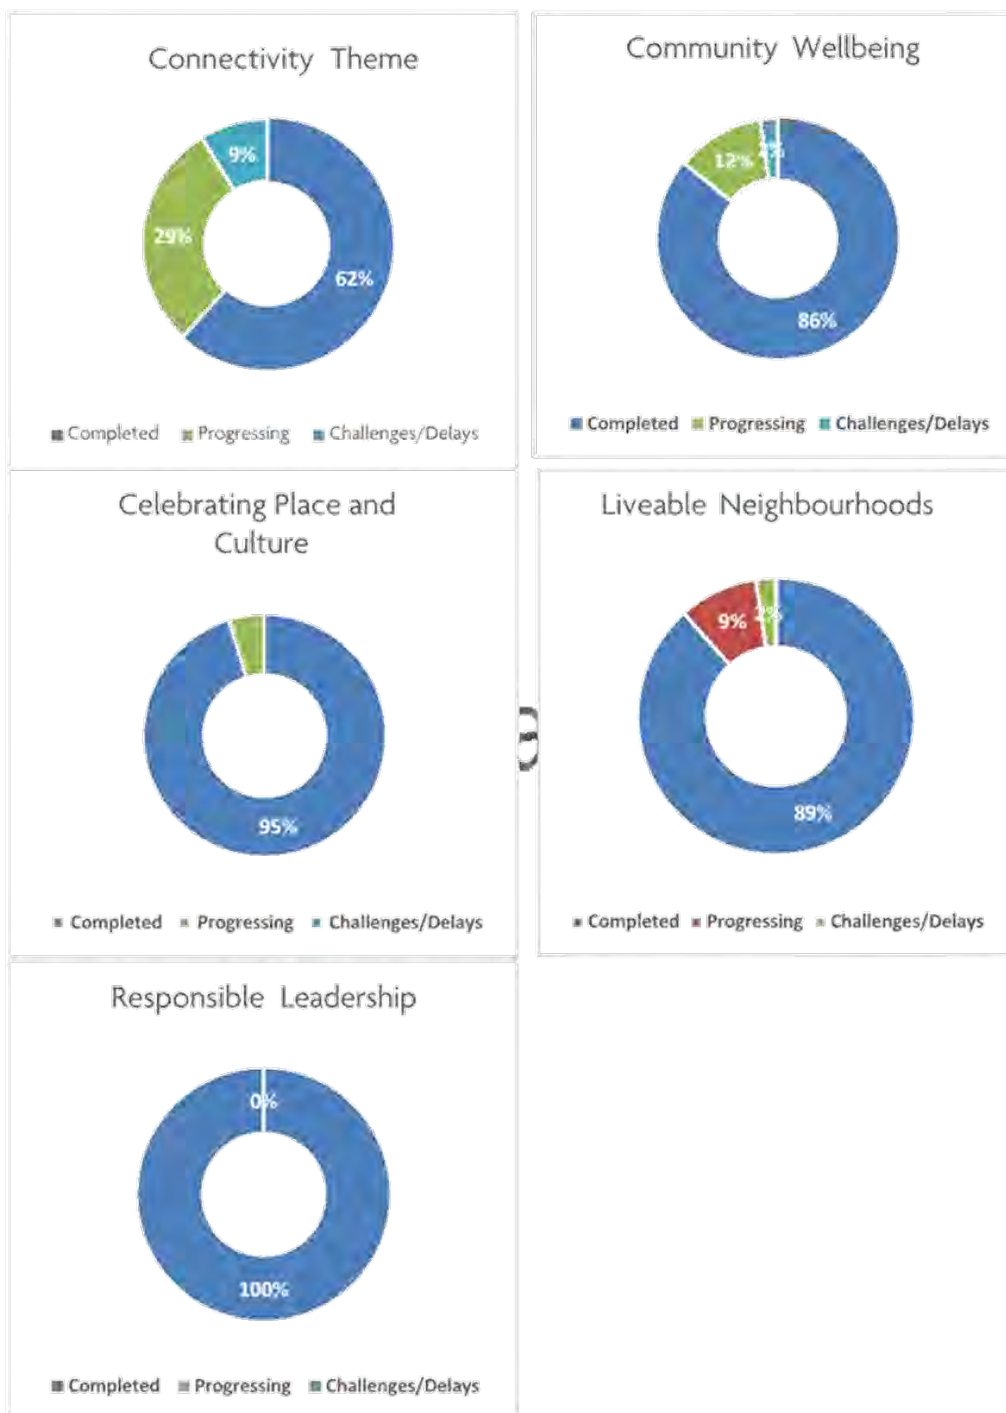 Connectivity Theme
9%
29%
62%
Completed Progressing Challenges/Delays
Community Wellbeing
12%
86%
Completed Progressing Challenges/Delays
Celebrating Place and
Culture
95%
Completed Progressing Challenges/Delays
Liveable Neighbourhoods
9%
2%
89%
Completed Progressing Challenges/Delays
Responsible Leadership
0%
100%
Completed Progressing Challenges/Delays